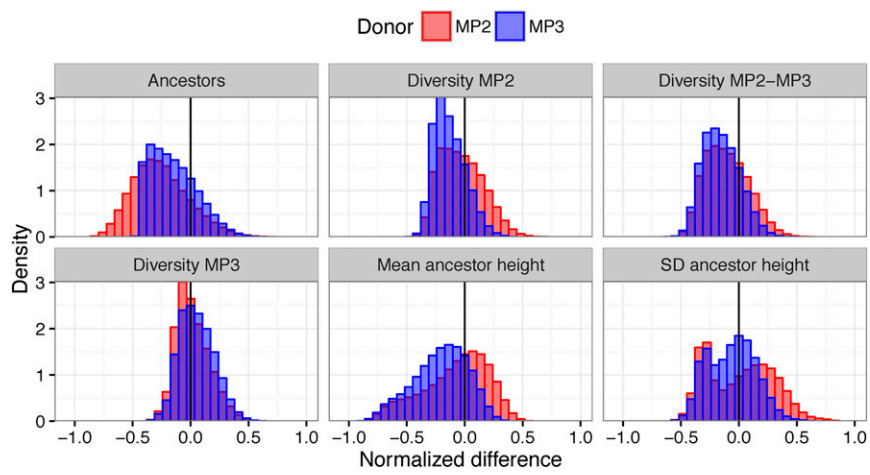 Donor MP2 MP3
Ancestors Diversity MP2 Diversity MP2−MP3
3
2
1
0
Diversity MP3 Mean ancestor height SD ancestor height
3
2
1
0
Density
−1.0 −0.5 0.0 0.5 1.0 −1.0 −0.5 0.0 0.5 1.0 −1.0 −0.5 0.0 0.5 1.0
Normalized difference